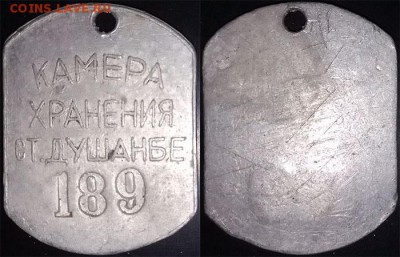 COINS.LAVE.RU
КАМЕРА
ХРАНЕНИЯ
СТ.ДУШАНБЕ
189